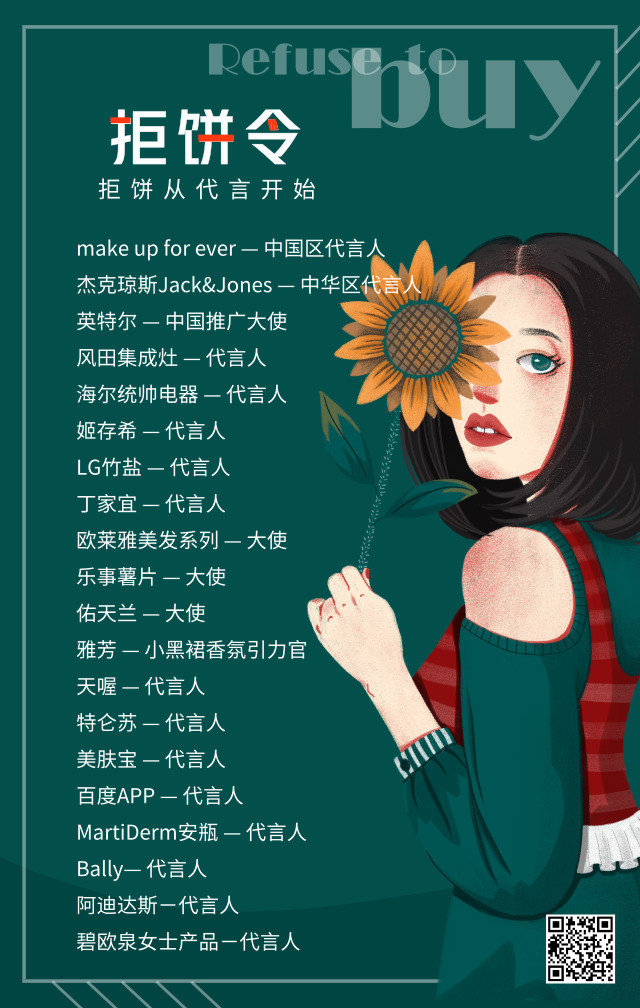 Refuse to
buy
拒饼令
拒饼从代言开始
make up for ever — 中国区代言人
杰克琼斯Jack&Jones — 中华区代言人
英特尔 — 中国推广大使
风田集成灶 — 代言人
海尔统帅电器 — 代言人
姬存希 — 代言人
LG竹盐 — 代言人
丁家宜 — 代言人
欧莱雅美发系列 — 大使
乐事薯片 — 大使
佑天兰 — 大使
雅芳 — 小黑裙香氛引力官
天喔 — 代言人
特仑苏 — 代言人
美肤宝 — 代言人
百度APP — 代言人
MartiDerm安瓶 — 代言人
Bally— 代言人
阿迪达斯－代言人
碧欧泉女士产品－代言人